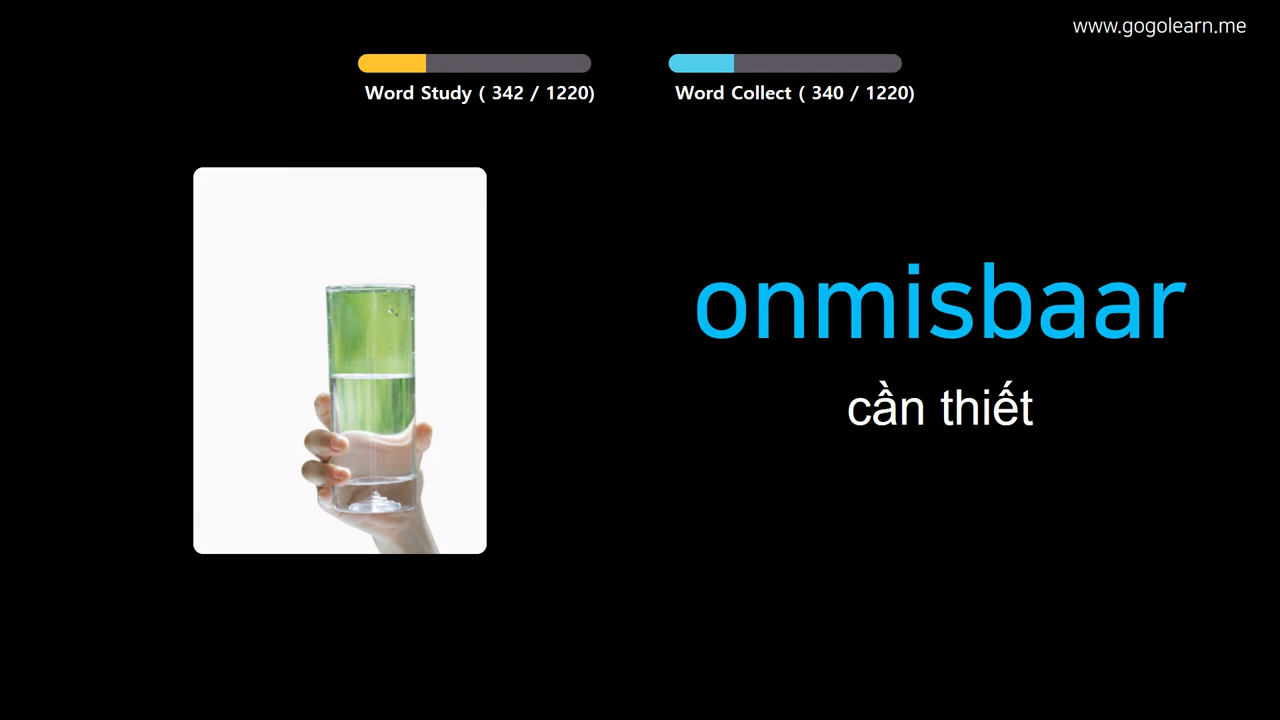 www.gogolearn.me
Word Study ( 342 / 1220)
Word Collect ( 340 / 1220)
onmisbaar
cần thiết